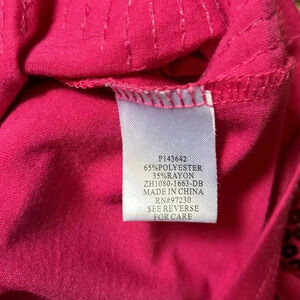 P143642
65%POLYESTER
35%RAYON
ZH1080-1663-DB
MADE IN CHINA
RN#97230
SEE REVERSE
FOR CARE